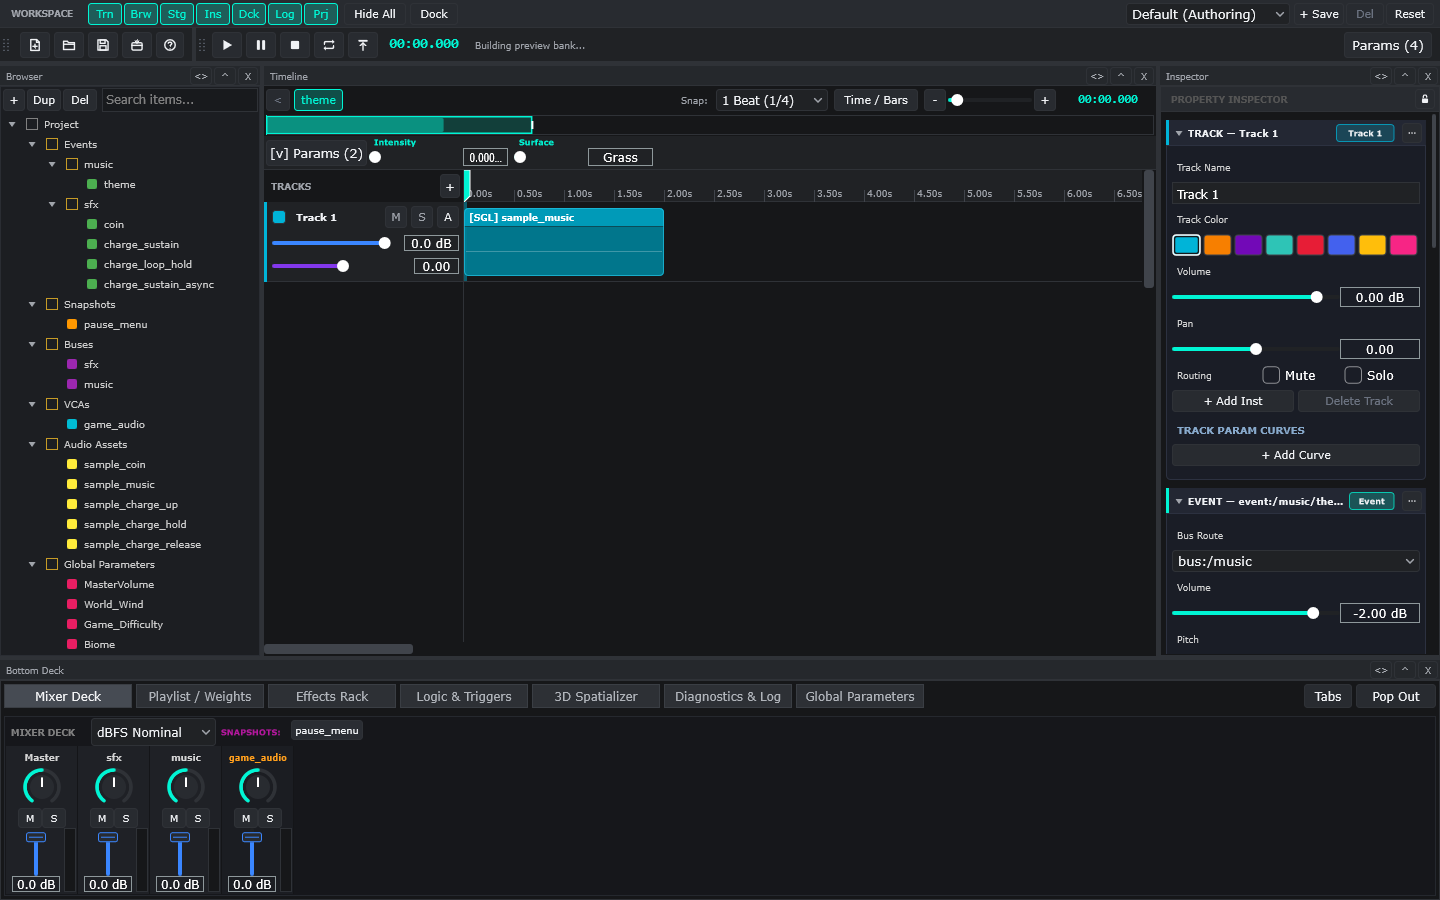 WORKSPACE Trn Brw Stg Ins Dck Log Prj Hide All Dock Default (Authoring) + Save Del Reset
00:00.000 Building preview bank... Params (4)
Browser <> ^ X
+ Dup Del Search items...
Project
Events
music
theme
sfx
coin
charge_sustain
charge_loop_hold
charge_sustain_async
Snapshots
pause_menu
Buses
sfx
music
VCAs
game_audio
Audio Assets
sample_coin
sample_music
sample_charge_up
sample_charge_hold
sample_charge_release
Global Parameters
MasterVolume
World_Wind
Game_Difficulty
Biome
Timeline <> ^ X
< theme Snap: 1 Beat (1/4) Time / Bars - + 00:00.000
[v] Params (2) Intensity 0.000... Surface Grass
TRACKS + 0.00s 0.50s 1.00s 1.50s 2.00s 2.50s 3.00s 3.50s 4.00s 4.50s 5.00s 5.50s 6.00s 6.50s
Track 1 M S A [SGL] sample_music
0.0 dB
0.00
Inspector <> ^ X
PROPERTY INSPECTOR
TRACK — Track 1 Track 1 ...
Track Name
Track 1
Track Color
Volume
0.00 dB
Pan
0.00
Routing Mute Solo
+ Add Inst Delete Track
TRACK PARAM CURVES
+ Add Curve
EVENT — event:/music/the... Event ...
Bus Route
bus:/music
Volume
-2.00 dB
Pitch
Bottom Deck <> ^ X
Mixer Deck Playlist / Weights Effects Rack Logic & Triggers 3D Spatializer Diagnostics & Log Global Parameters Tabs Pop Out
MIXER DECK dBFS Nominal SNAPSHOTS: pause_menu
Master sfx music game_audio
M S M S M S M S
0.0 dB 0.0 dB 0.0 dB 0.0 dB